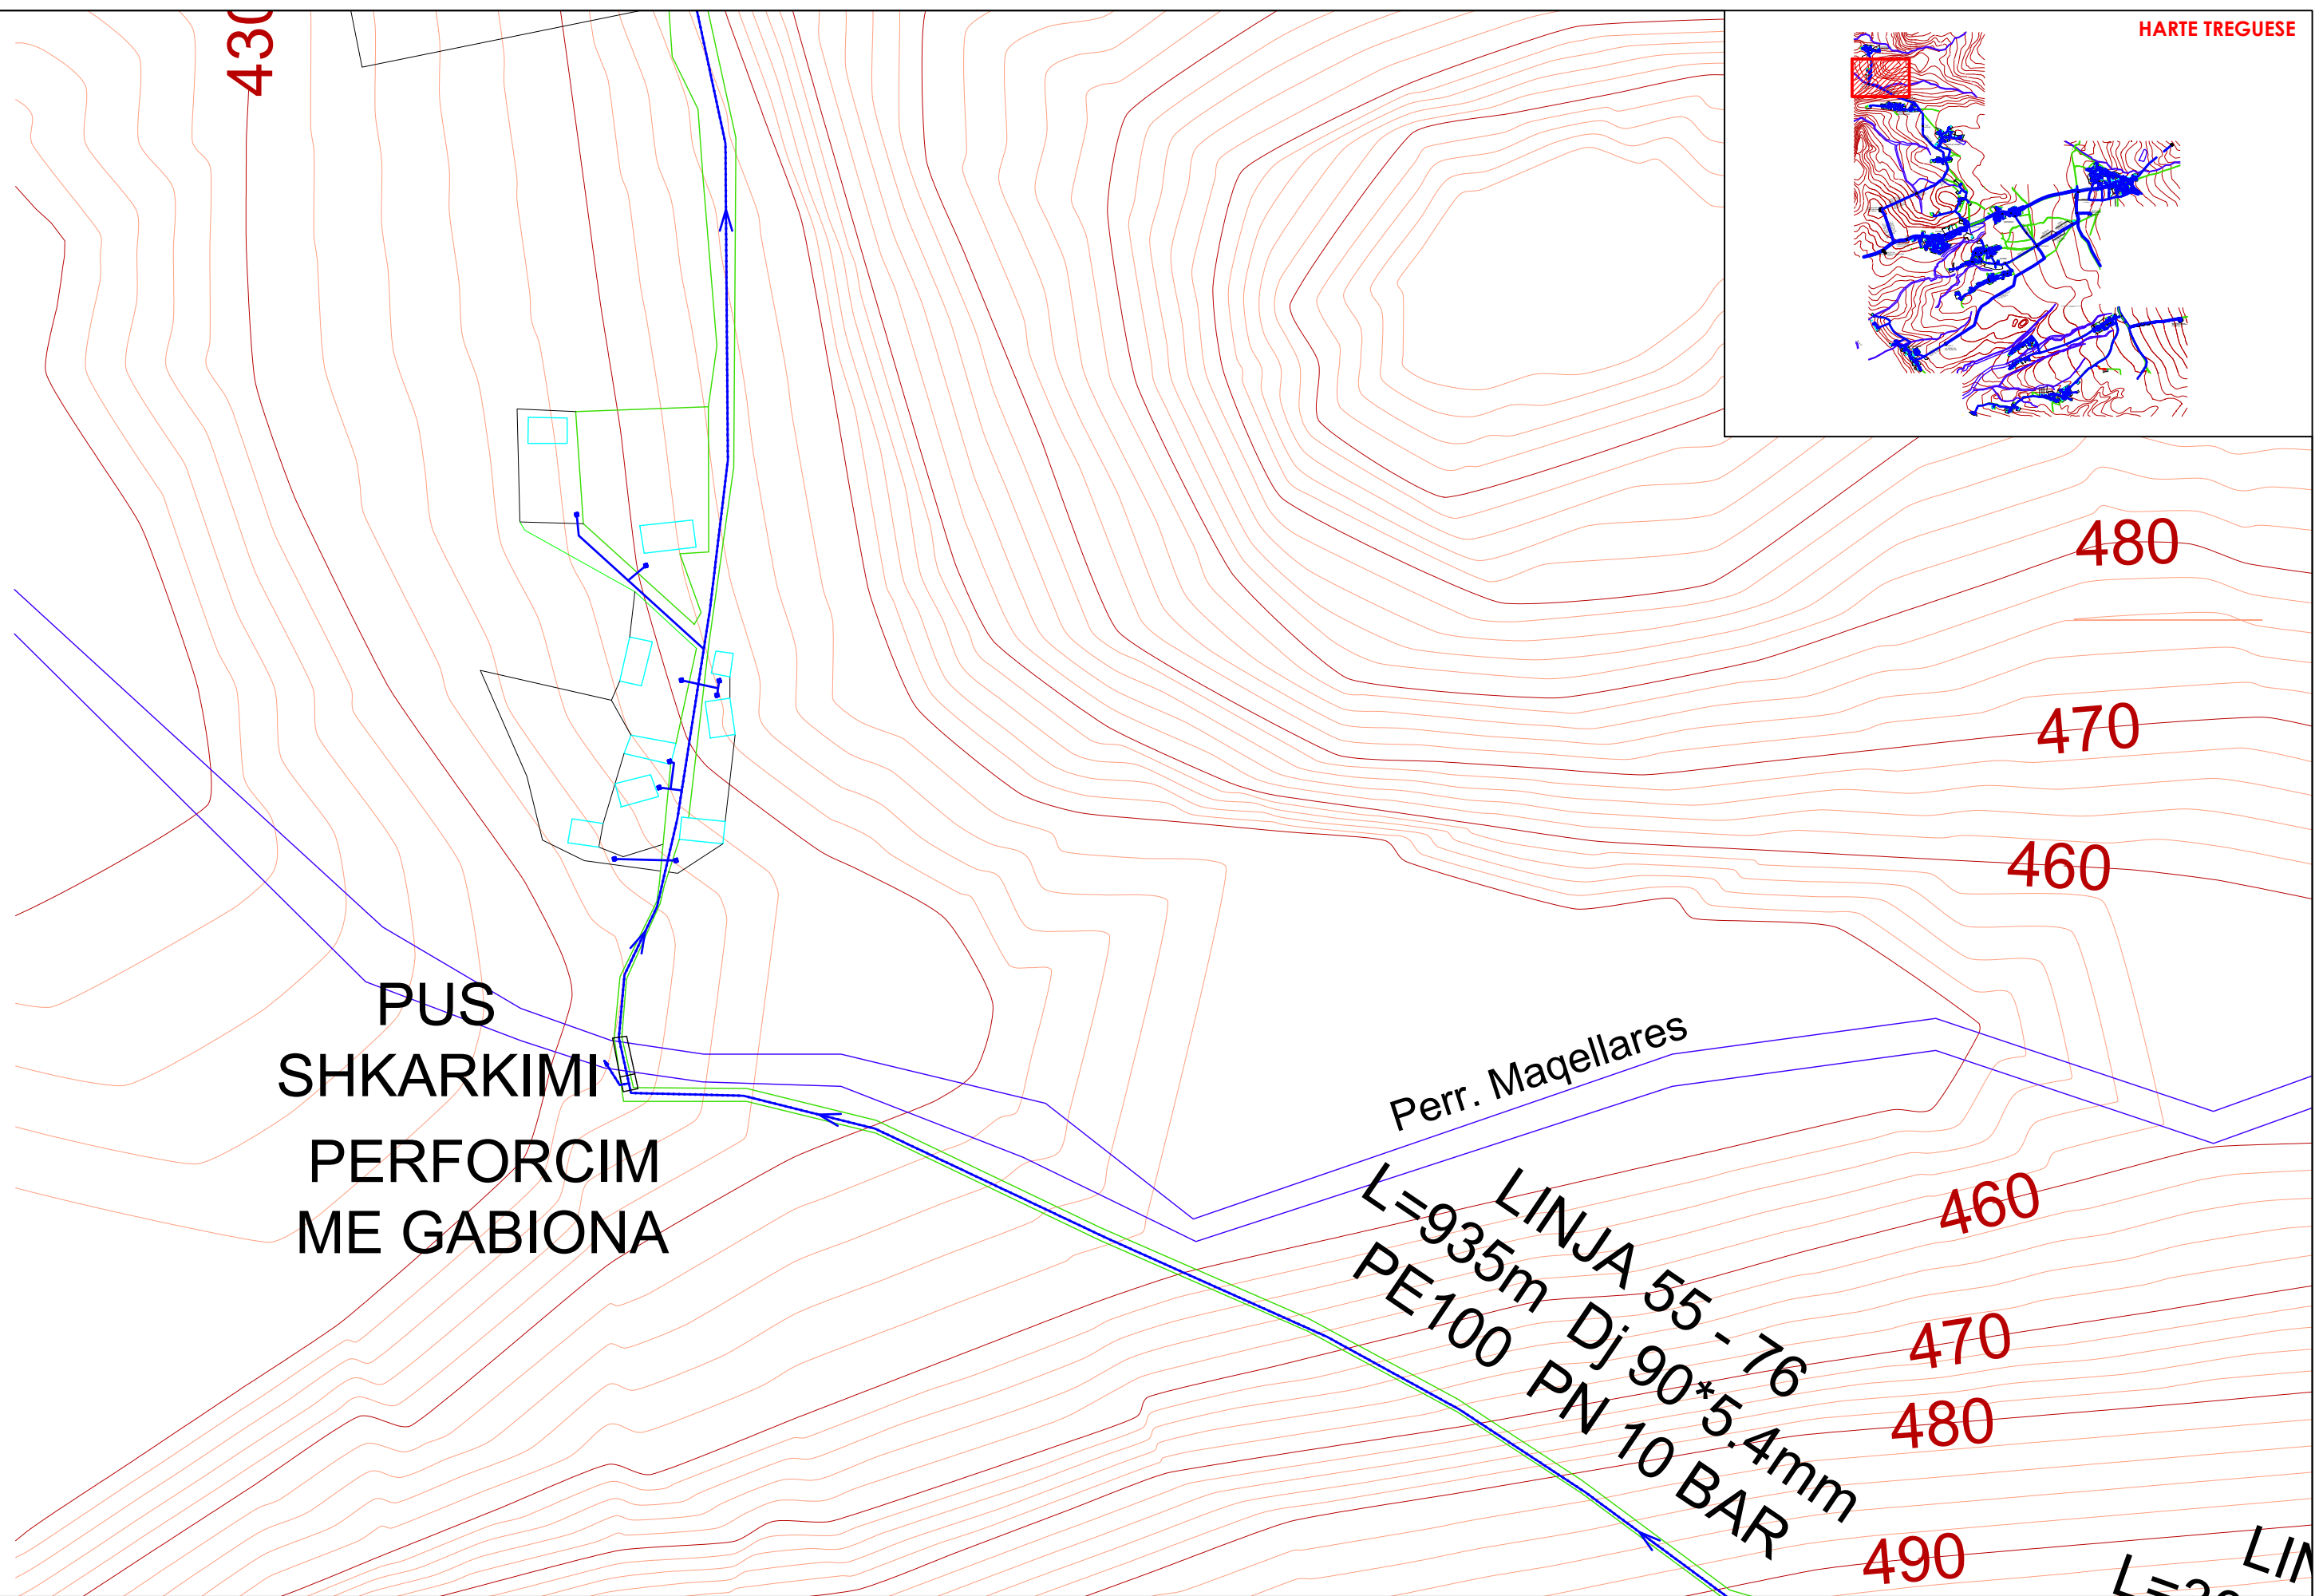 430
HARTE TREGUESE
480
470
460
PUS
SHKARKIMI
PERFORCIM
ME GABIONA
Perr. Maqellares
LINJA 55 - 76
L=935m Dj 90*5.4mm
PE100 PN 10 BAR
460
470
480
490